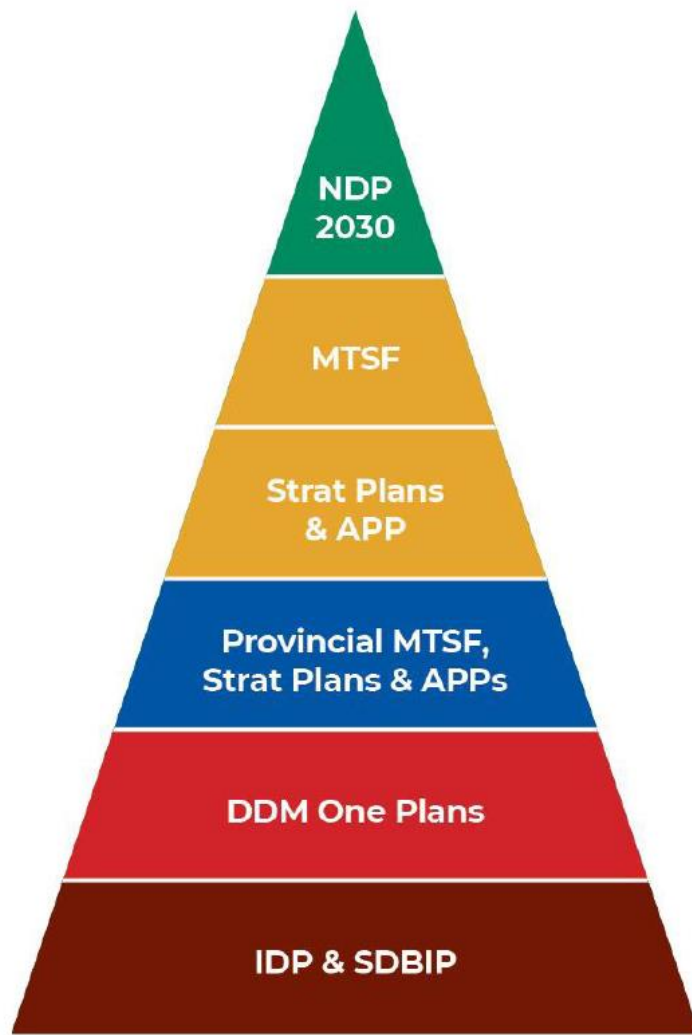 NDP
2030
MTSF
Strat Plans
& APP
Provincial MTSF,
Strat Plans & APPs
DDM One Plans
IDP & SDBIP